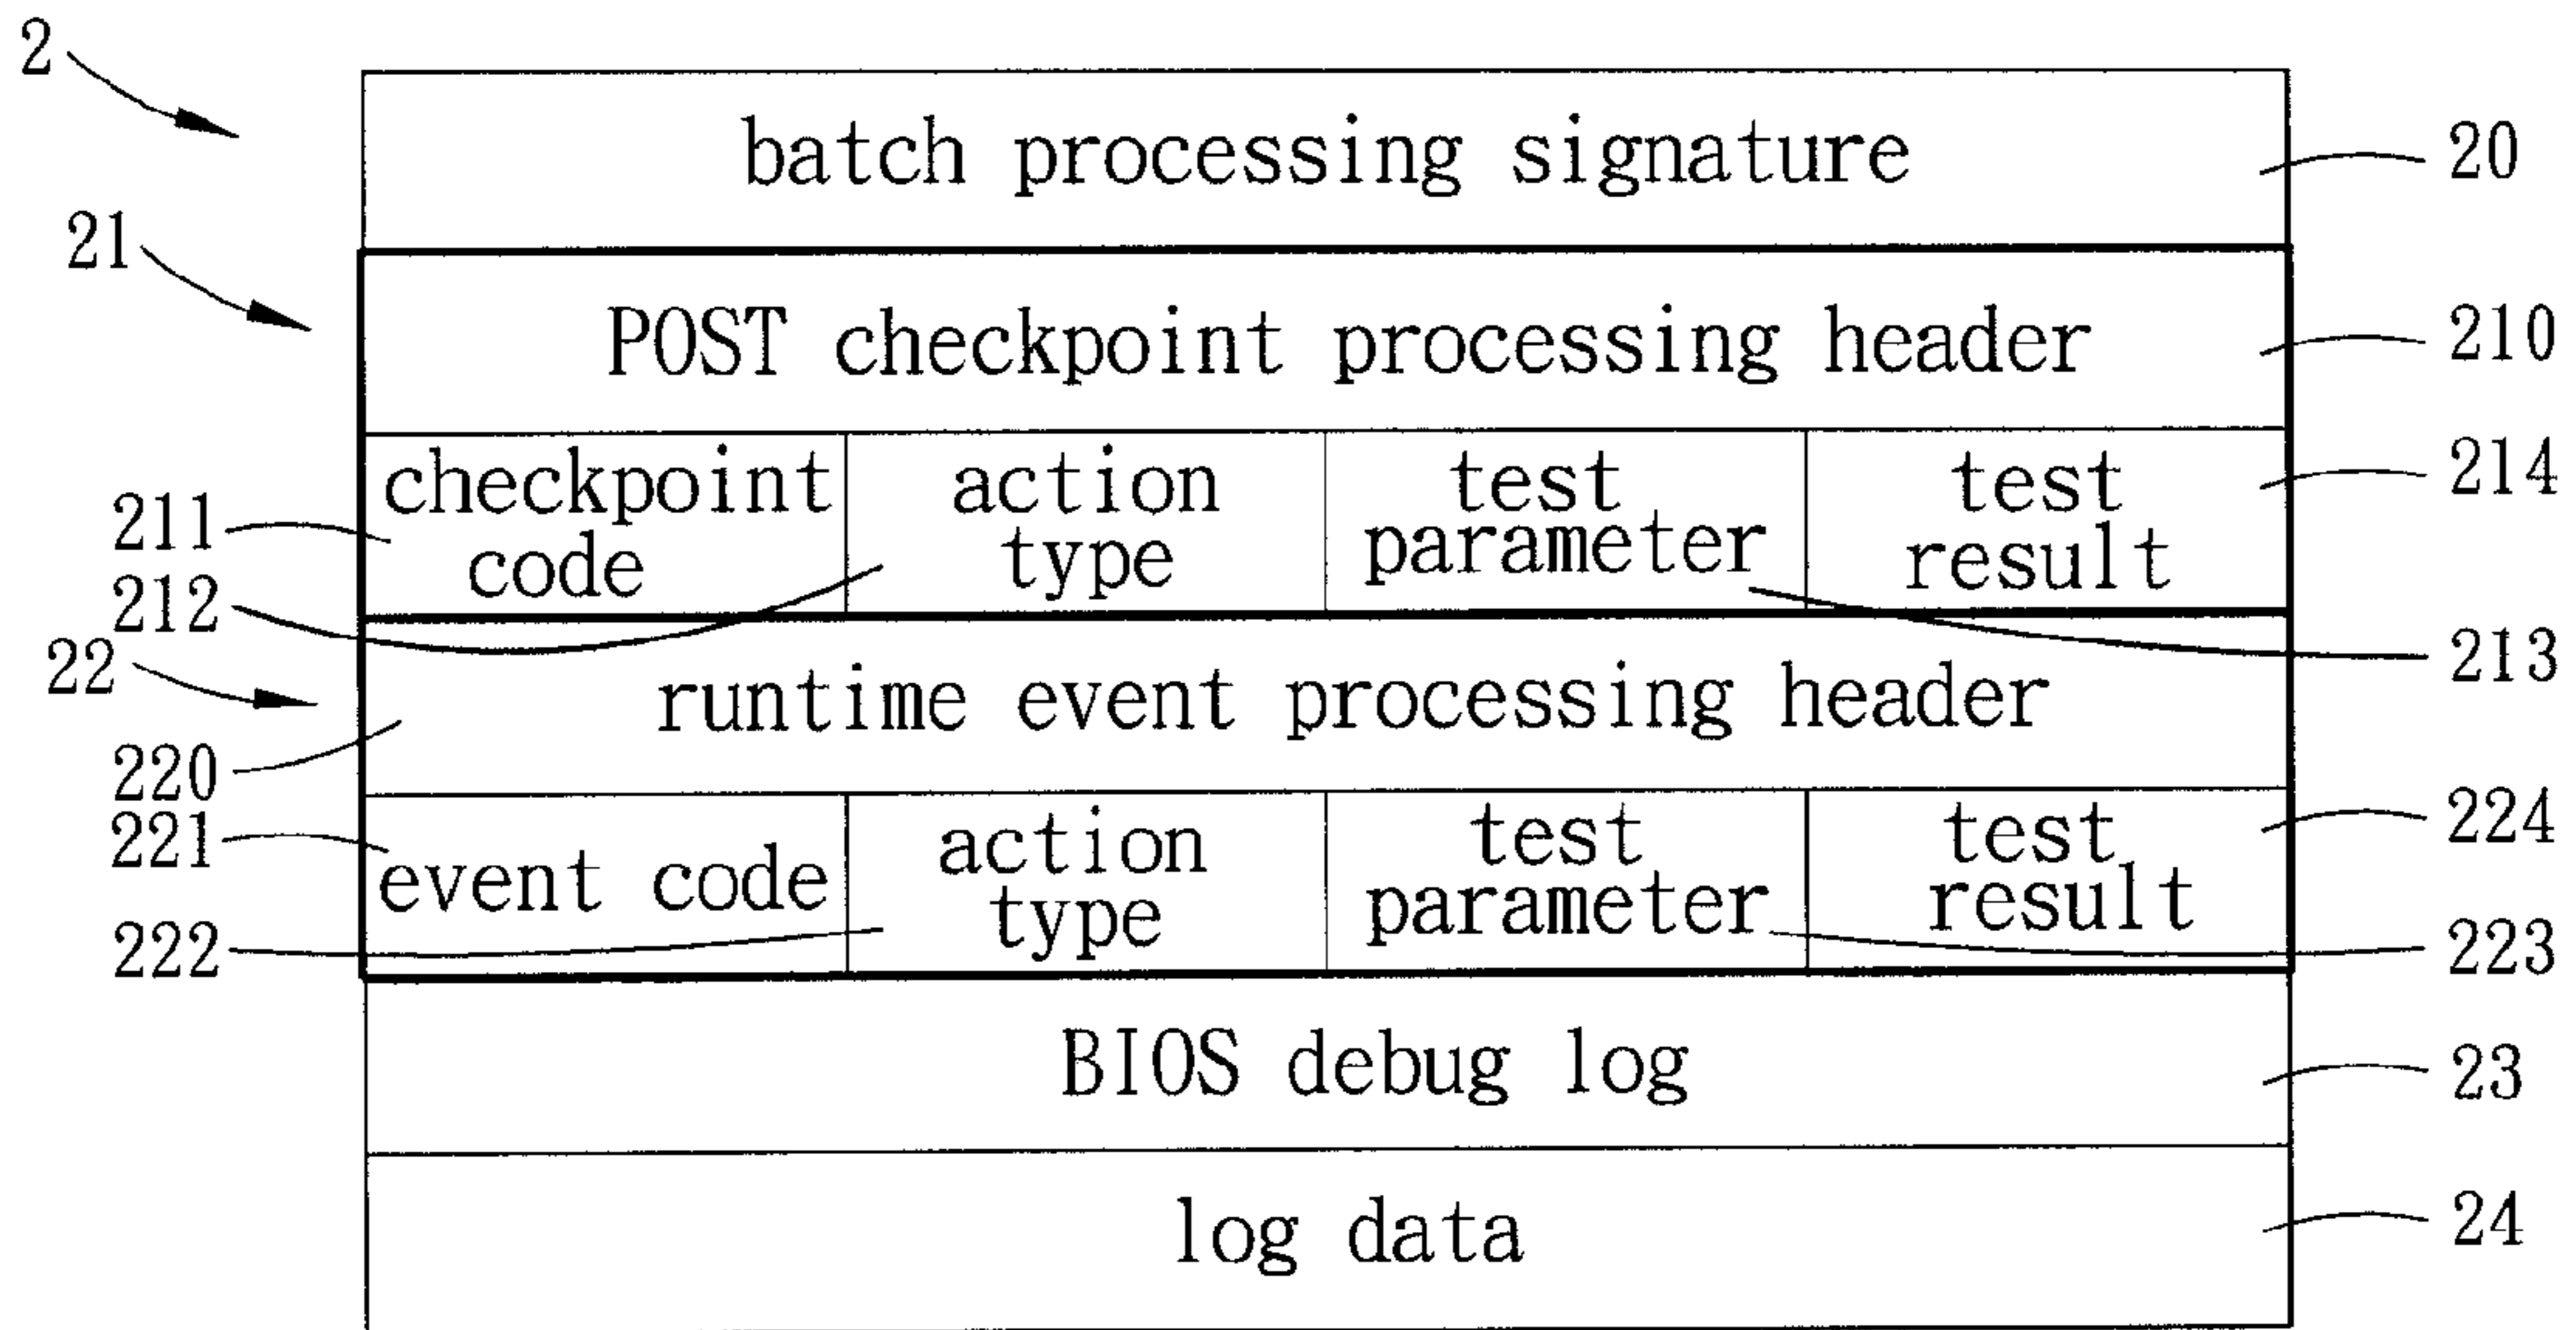 2
batch processing signature
20
21
POST checkpoint processing header
210
checkpoint
code
action
type
test
parameter
test
result
214
211
212
213
22
runtime event processing header
220
221
event code
action
type
test
parameter
test
result
224
222
223
BIOS debug log
23
log data
24